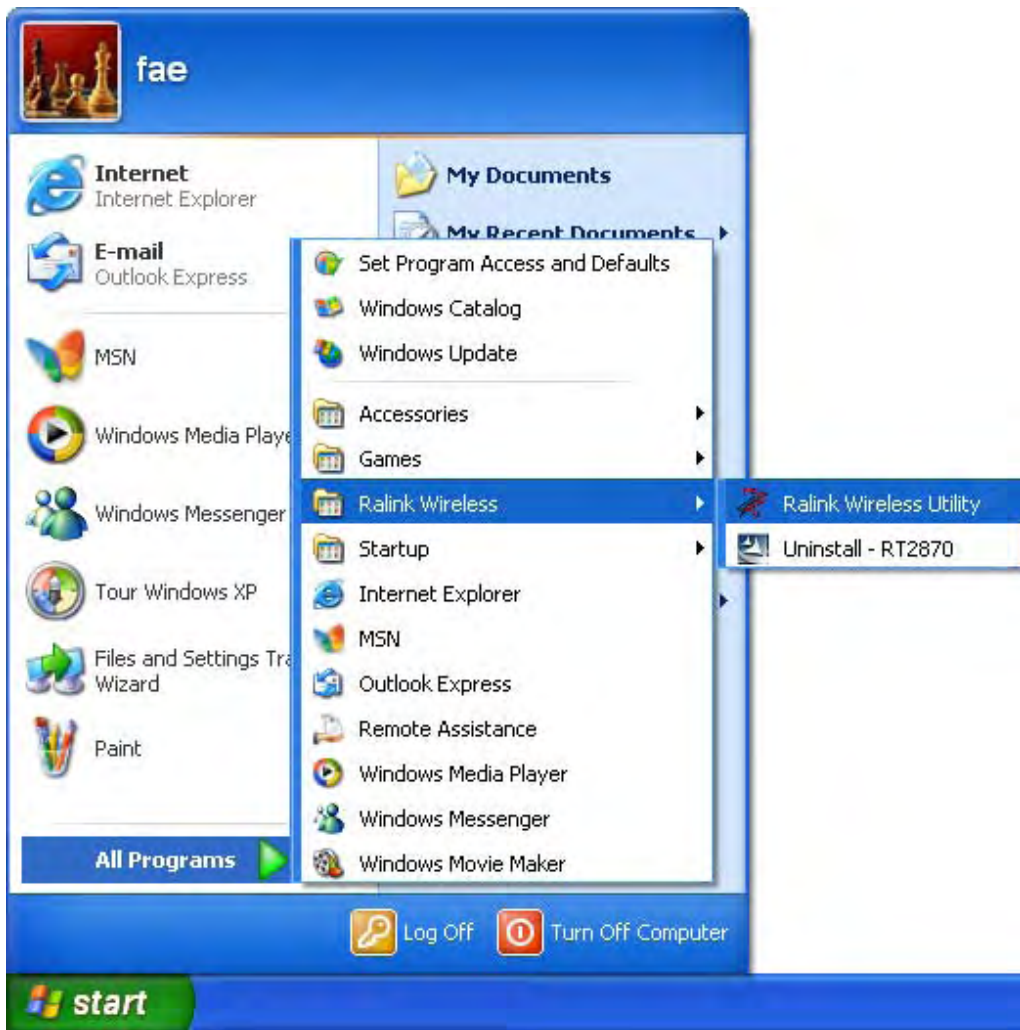 fae
Internet
Internet Explorer
E-mail
Outlook Express
MSN
Windows Media Playe
Windows Messenger
Tour Windows XP
Files and Settings Tra
Wizard
Paint
All Programs
My Documents
My Recent Documents
Set Program Access and Defaults
Windows Catalog
Windows Update
Accessories
Games
Ralink Wireless
Startup
Internet Explorer
MSN
Outlook Express
Remote Assistance
Windows Media Player
Windows Messenger
Windows Movie Maker
Ralink Wireless Utility
Uninstall - RT2870
Log Off
Turn Off Computer
start